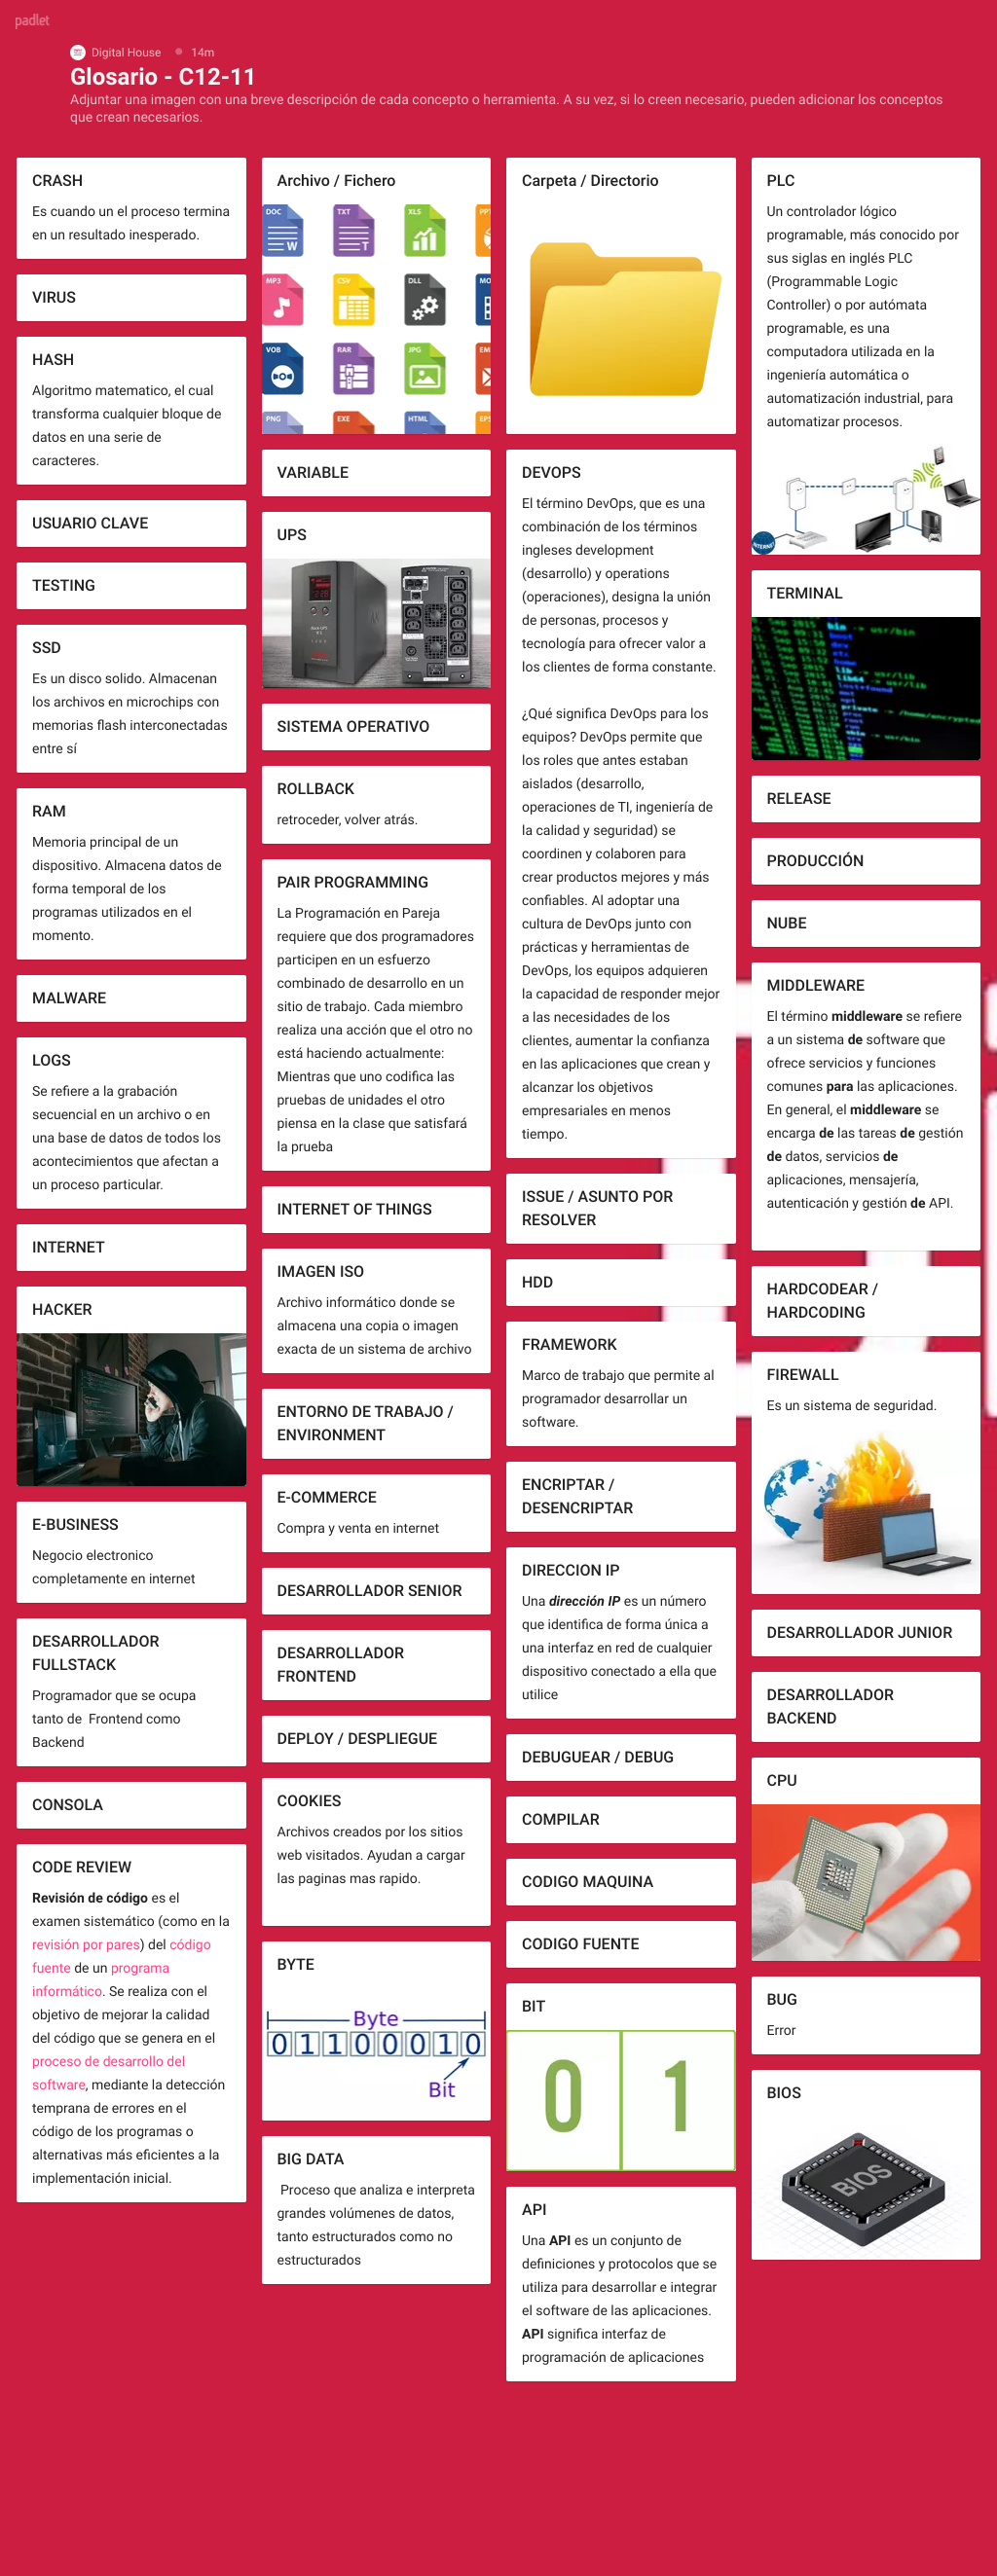 padlet
Digital House
14m
Glosario - C12-11
Adjuntar una imagen con una breve descripción de cada concepto o herramienta. A su vez, si lo creen necesario, pueden adicionar los conceptos
que crean necesarios.
CRASH
Es cuando un el proceso termina
en un resultado inesperado.
VIRUS
HASH
Algoritmo matematico, el cual
transforma cualquier bloque de
datos en una serie de
caracteres.
USUARIO CLAVE
TESTING
SSD
Es un disco solido. Almacenan
los archivos en microchips con
memorias flash interconectadas
entre sí
RAM
Memoria principal de un
dispositivo. Almacena datos de
forma temporal de los
programas utilizados en el
momento.
MALWARE
LOGS
Se refiere a la grabación
secuencial en un archivo o en
una base de datos de todos los
acontecimientos que afectan a
un proceso particular.
INTERNET
HACKER
E-BUSINESS
Negocio electronico
completamente en internet
DESARROLLADOR
FULLSTACK
Programador que se ocupa
tanto de  Frontend como
Backend
CONSOLA
CODE REVIEW
Revisión de código es el
examen sistemático (como en la
revisión por pares) del código
fuente de un programa
informático. Se realiza con el
objetivo de mejorar la calidad
del código que se genera en el
proceso de desarrollo del
software, mediante la detección
temprana de errores en el
código de los programas o
alternativas más eficientes a la
implementación inicial.
Archivo / Fichero
DOC
TXT
XLS
PPT
W
T
MP3
CSV
DLL
MO
VOB
RAR
JPG
EM
PNG
EXE
HTML
EPS
VARIABLE
UPS
SISTEMA OPERATIVO
ROLLBACK
retroceder, volver atrás.
PAIR PROGRAMMING
La Programación en Pareja
requiere que dos programadores
participen en un esfuerzo
combinado de desarrollo en un
sitio de trabajo. Cada miembro
realiza una acción que el otro no
está haciendo actualmente:
Mientras que uno codifica las
pruebas de unidades el otro
piensa en la clase que satisfará
la prueba
INTERNET OF THINGS
IMAGEN ISO
Archivo informático donde se
almacena una copia o imagen
exacta de un sistema de archivo
ENTORNO DE TRABAJO /
ENVIRONMENT
E-COMMERCE
Compra y venta en internet
DESARROLLADOR SENIOR
DESARROLLADOR
FRONTEND
DEPLOY / DESPLIEGUE
COOKIES
Archivos creados por los sitios
web visitados. Ayudan a cargar
las paginas mas rapido.
BYTE
Byte
0 1 1 0 0 0 1 0
Bit
BIG DATA
Proceso que analiza e interpreta
grandes volúmenes de datos,
tanto estructurados como no
estructurados
Carpeta / Directorio
DEVOPS
El término DevOps, que es una
combinación de los términos
ingleses development
(desarrollo) y operations
(operaciones), designa la unión
de personas, procesos y
tecnología para ofrecer valor a
los clientes de forma constante.
¿Qué significa DevOps para los
equipos? DevOps permite que
los roles que antes estaban
aislados (desarrollo,
operaciones de TI, ingeniería de
la calidad y seguridad) se
coordinen y colaboren para
crear productos mejores y más
confiables. Al adoptar una
cultura de DevOps junto con
prácticas y herramientas de
DevOps, los equipos adquieren
la capacidad de responder mejor
a las necesidades de los
clientes, aumentar la confianza
en las aplicaciones que crean y
alcanzar los objetivos
empresariales en menos
tiempo.
ISSUE / ASUNTO POR
RESOLVER
HDD
FRAMEWORK
Marco de trabajo que permite al
programador desarrollar un
software.
ENCRIPTAR /
DESENCRIPTAR
DIRECCION IP
Una dirección IP es un número
que identifica de forma única a
una interfaz en red de cualquier
dispositivo conectado a ella que
utilice
DEBUGUEAR / DEBUG
COMPILAR
CODIGO MAQUINA
CODIGO FUENTE
BIT
0 1
API
Una API es un conjunto de
definiciones y protocolos que se
utiliza para desarrollar e integrar
el software de las aplicaciones.
API significa interfaz de
programación de aplicaciones
PLC
Un controlador lógico
programable, más conocido por
sus siglas en inglés PLC
(Programmable Logic
Controller) o por autómata
programable, es una
computadora utilizada en la
ingeniería automática o
automatización industrial, para
automatizar procesos.
INTERNET
TERMINAL
RELEASE
PRODUCCIÓN
NUBE
MIDDLEWARE
El término middleware se refiere
a un sistema de software que
ofrece servicios y funciones
comunes para las aplicaciones.
En general, el middleware se
encarga de las tareas de gestión
de datos, servicios de
aplicaciones, mensajería,
autenticación y gestión de API.
HARDCODEAR /
HARDCODING
FIREWALL
Es un sistema de seguridad.
DESARROLLADOR JUNIOR
DESARROLLADOR
BACKEND
CPU
BUG
Error
BIOS
BIOS